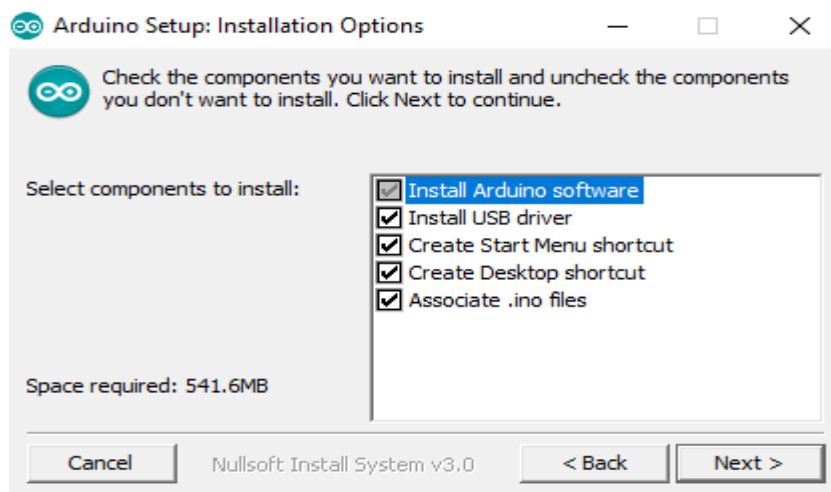 Arduino Setup: Installation Options
Check the components you want to install and uncheck the components
you don't want to install. Click Next to continue.
Select components to install:
Install Arduino software
Install USB driver
Create Start Menu shortcut
Create Desktop shortcut
Associate .ino files
Space required: 541.6MB
Cancel
Nullsoft Install System v3.0
< Back
Next >